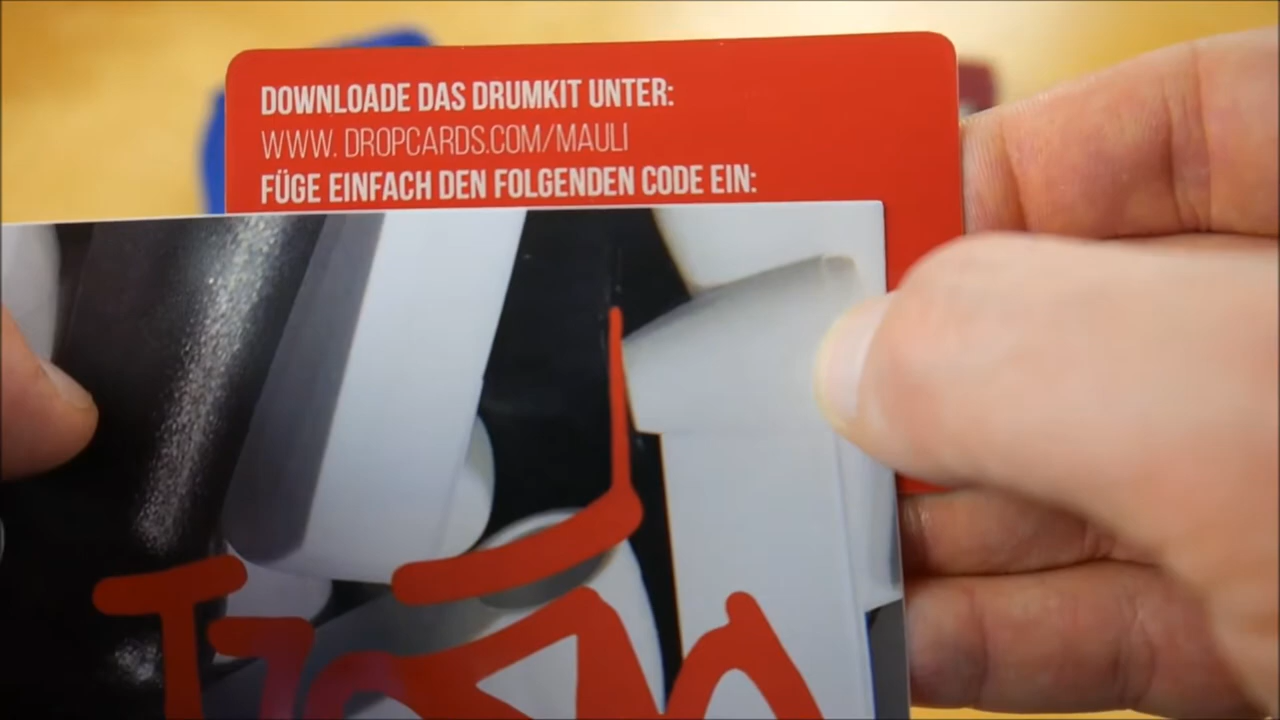 DOWNLOADE DAS DRUMKIT UNTER:
WWW. DROPCARDS.COM/MAULI
FÜGE EINFACH DEN FOLGENDEN CODE EIN: